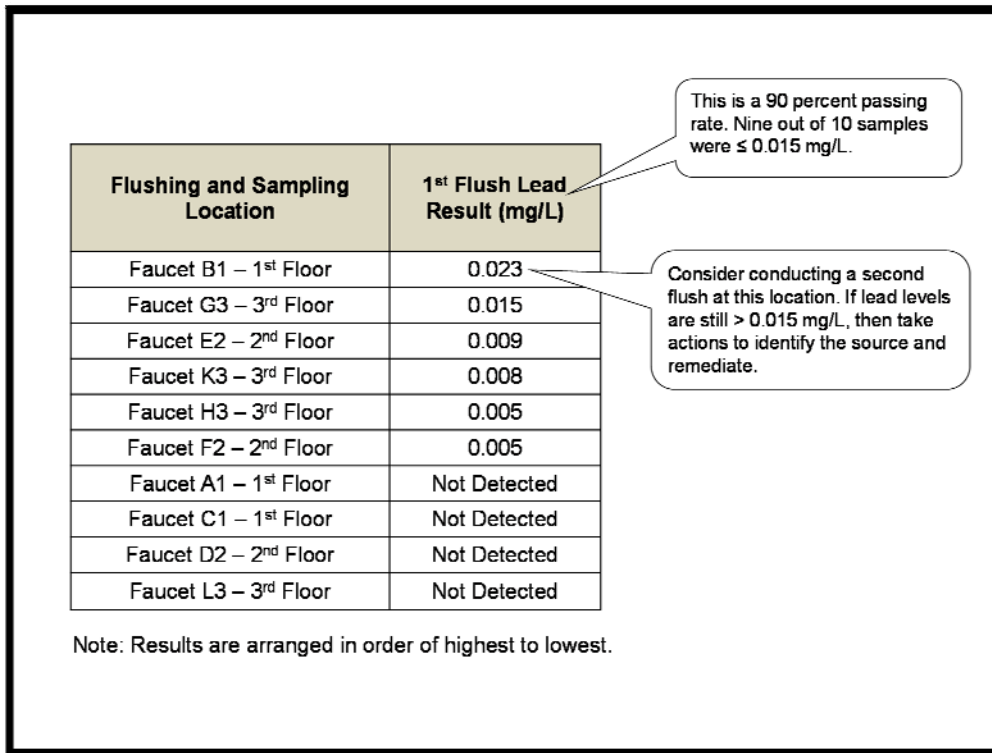 This is a 90 percent passing
rate. Nine out of 10 samples
were ≤ 0.015 mg/L.
Flushing and Sampling
Location
1st Flush Lead
Result (mg/L)
Faucet B1 – 1st Floor 0.023
Consider conducting a second
flush at this location. If lead levels
are still > 0.015 mg/L, then take
actions to identify the source and
remediate.
Faucet G3 – 3rd Floor 0.015
Faucet E2 – 2nd Floor 0.009
Faucet K3 – 3rd Floor 0.008
Faucet H3 – 3rd Floor 0.005
Faucet F2 – 2nd Floor 0.005
Faucet A1 – 1st Floor Not Detected
Faucet C1 – 1st Floor Not Detected
Faucet D2 – 2nd Floor Not Detected
Faucet L3 – 3rd Floor Not Detected
Note: Results are arranged in order of highest to lowest.